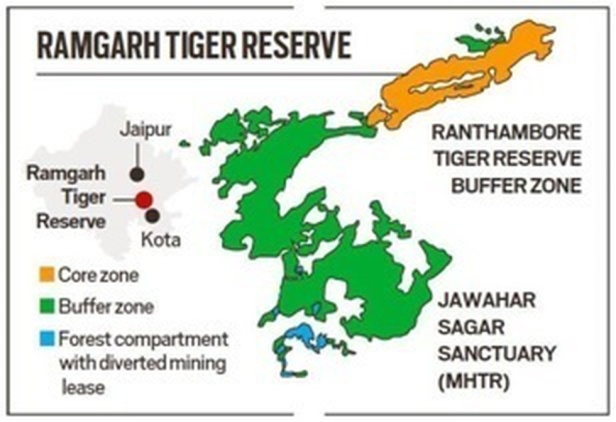 RAMGARH TIGER RESERVE
RANTHAMBORE
TIGER RESERVE
BUFFER ZONE
Jaipur
Ramgarh
Tiger
Reserve
Kota
Core zone
Buffer zone
Forest compartment
with diverted mining
lease
JAWAHAR
SAGAR
SANCTUARY
(MHTR)